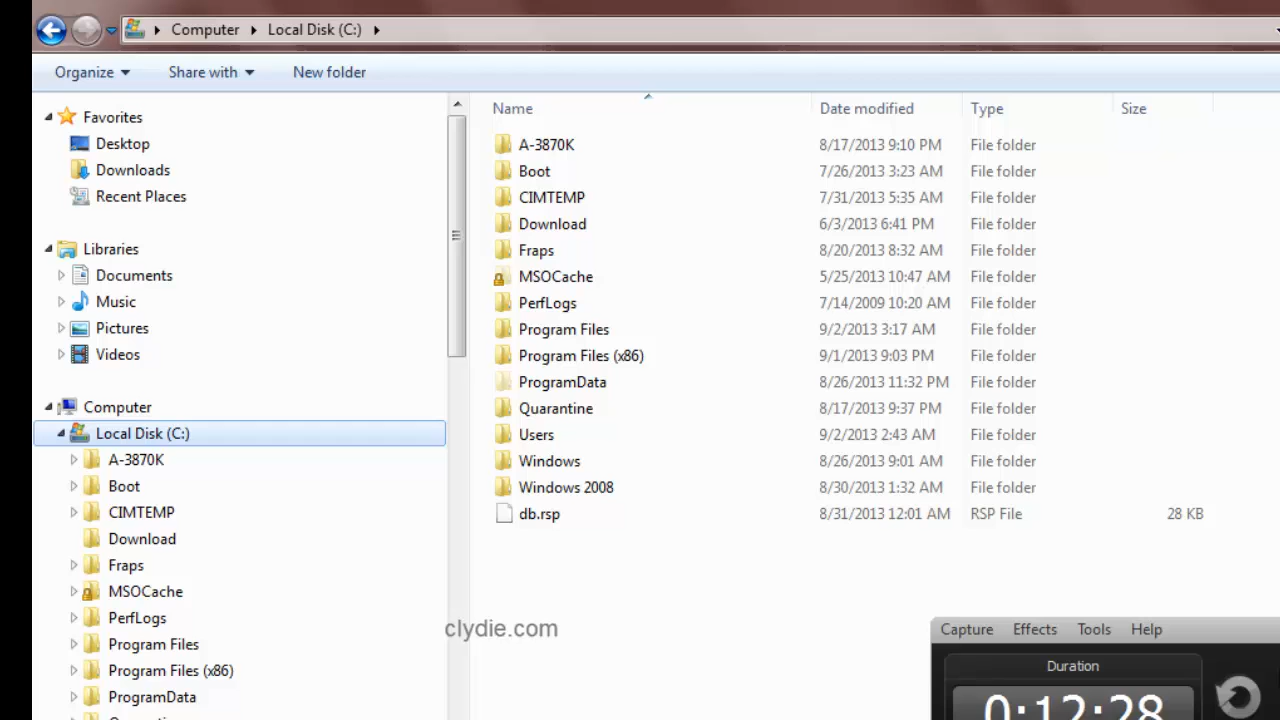 Computer Local Disk (C:)
Organize Share with New folder
Favorites
Desktop
Downloads
Recent Places
Libraries
Documents
Music
Pictures
Videos
Computer
Local Disk (C:)
A-3870K
Boot
CIMTEMP
Download
Fraps
MSOCache
PerfLogs
Program Files
Program Files (x86)
ProgramData
Name Date modified Type Size
A-3870K 8/17/2013 9:10 PM File folder
Boot 7/26/2013 3:23 AM File folder
CIMTEMP 7/31/2013 5:35 AM File folder
Download 6/3/2013 6:41 PM File folder
Fraps 8/20/2013 8:32 AM File folder
MSOCache 5/25/2013 10:47 AM File folder
PerfLogs 7/14/2009 10:20 AM File folder
Program Files 9/2/2013 3:17 AM File folder
Program Files (x86) 9/1/2013 9:03 PM File folder
ProgramData 8/26/2013 11:32 PM File folder
Quarantine 8/17/2013 9:37 PM File folder
Users 9/2/2013 2:43 AM File folder
Windows 8/26/2013 9:01 AM File folder
Windows 2008 8/30/2013 1:32 AM File folder
db.rsp 8/31/2013 12:01 AM RSP File 28 KB
clydie.com
Capture Effects Tools Help
Duration
0:12:28